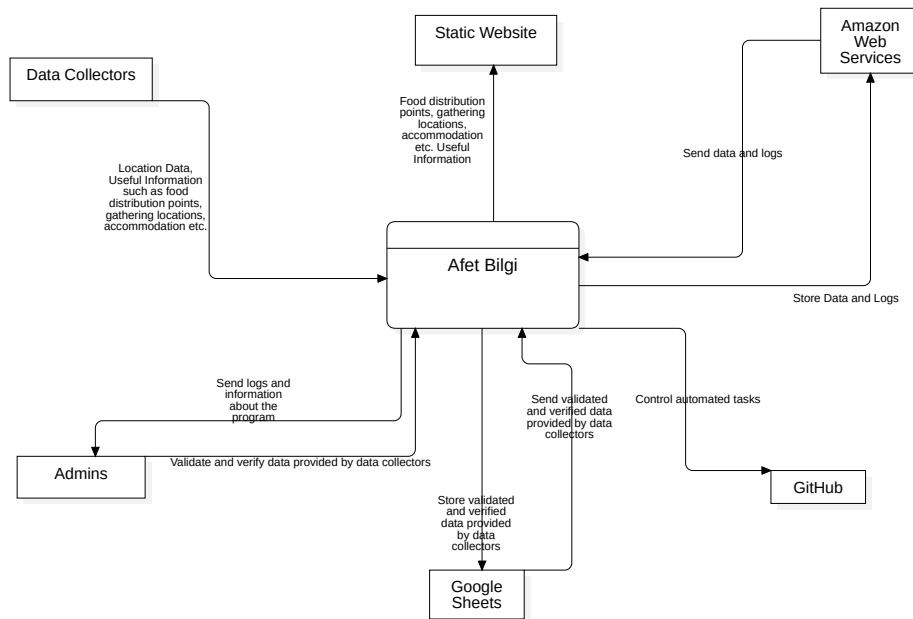 Static Website
Amazon
Web
Services
Data Collectors
Food distribution
points, gathering
locations,
accommodation
etc. Useful
Information
Send data and logs
Location Data,
Useful Information
such as food
distribution points,
gathering locations,
accommodation etc.
Afet Bilgi
Store Data and Logs
Send logs and
information
about the
program
Send validated
and verified data
provided by data
collectors
Control automated tasks
Validate and verify data provided by data collectors
Admins
GitHub
Store validated
and verified
data provided
by data
collectors
Google
Sheets